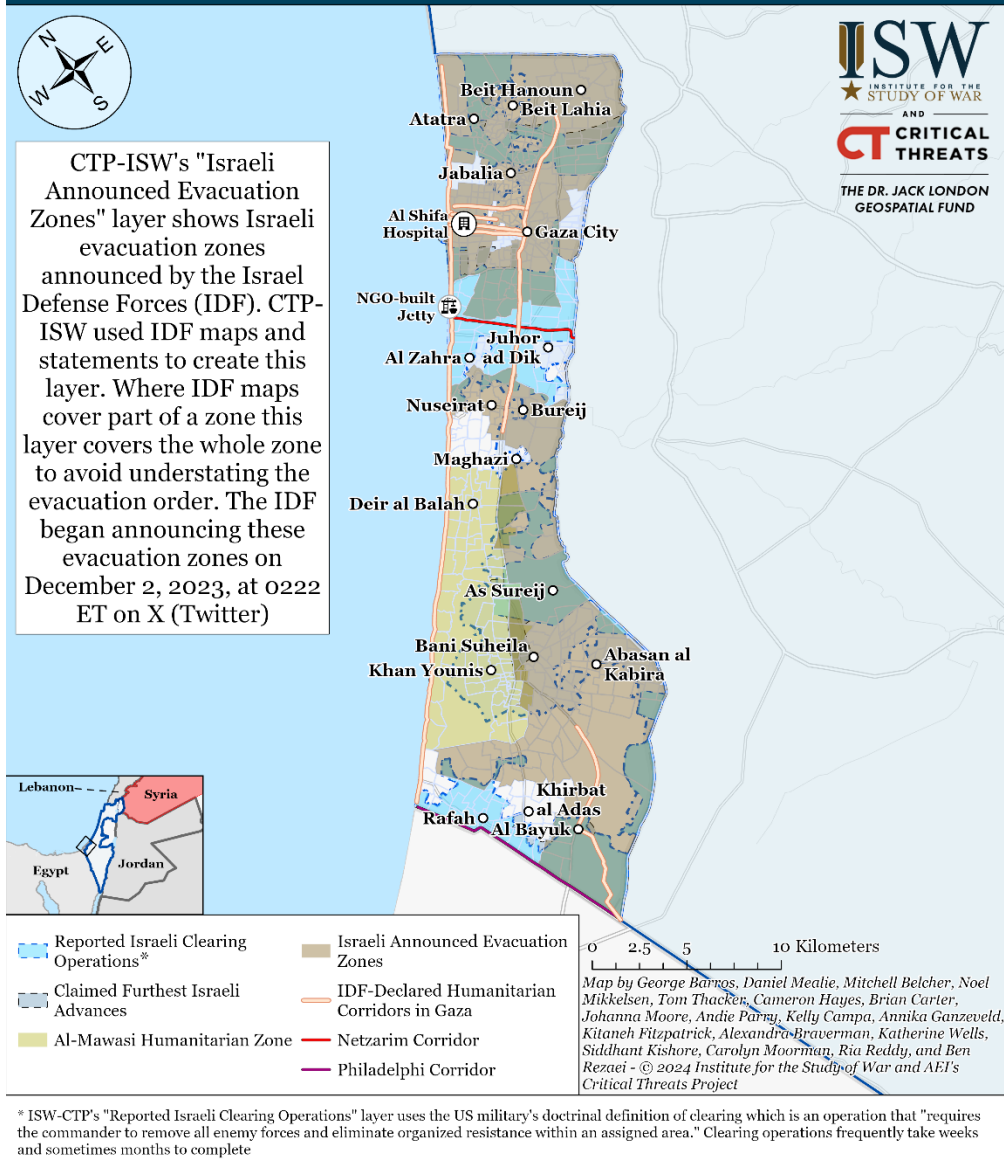 N
E
W
S
ISW
INSTITUTE FOR THE
STUDY OF WAR
AND
CT CRITICAL
THREATS
THE DR. JACK LONDON
GEOSPATIAL FUND
CTP-ISW's "Israeli
Announced Evacuation
Zones" layer shows Israeli
evacuation zones
announced by the Israel
Defense Forces (IDF). CTP-
ISW used IDF maps and
statements to create this
layer. Where IDF maps
cover part of a zone this
layer covers the whole zone
to avoid understating the
evacuation order. The IDF
began announcing these
evacuation zones on
December 2, 2023, at 0222
ET on X (Twitter)
Beit Hanoun
Beit Lahia
Atatra
Jabalia
Al Shifa
Hospital
Gaza City
NGO-built
Jetty
Juhor
ad Dik
Al Zahra
Nuseirat
Bureij
Maghazi
Deir al Balah
As Sureij
Bani Suheila
Abasan al
Kabira
Khan Younis
Khirbat
al Adas
Rafah
Al Bayuk
Lebanon
Syria
Jordan
Egypt
Reported Israeli Clearing
Operations*
Claimed Furthest Israeli
Advances
Al-Mawasi Humanitarian Zone
Israeli Announced Evacuation
Zones
IDF-Declared Humanitarian
Corridors in Gaza
Netzarim Corridor
Philadelphi Corridor
0 2.5 5 10 Kilometers
Map by George Barros, Daniel Mealie, Mitchell Belcher, Noel
Mikkelsen, Tom Thacker, Cameron Hayes, Brian Carter,
Johanna Moore, Andie Parry, Kelly Campa, Annika Ganzeveld,
Kitaneh Fitzpatrick, Alexandra Braverman, Katherine Wells,
Siddhant Kishore, Carolyn Moorman, Ria Reddy, and Ben
Rezaei - © 2024 Institute for the Study of War and AEI's
Critical Threats Project
* ISW-CTP's "Reported Israeli Clearing Operations" layer uses the US military's doctrinal definition of clearing which is an operation that "requires
the commander to remove all enemy forces and eliminate organized resistance within an assigned area." Clearing operations frequently take weeks
and sometimes months to complete